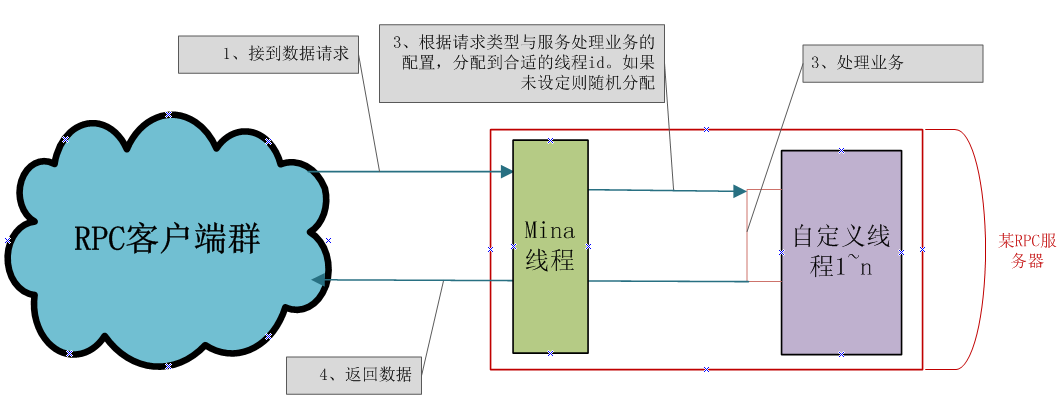 1、接到数据请求
3、根据请求类型与服务处理业务的
配置，分配到合适的线程id。如果
未设定则随机分配
3、处理业务
RPC客户端群
Mina
线程
自定义线
程1~n
某RPC服
务器
4、返回数据